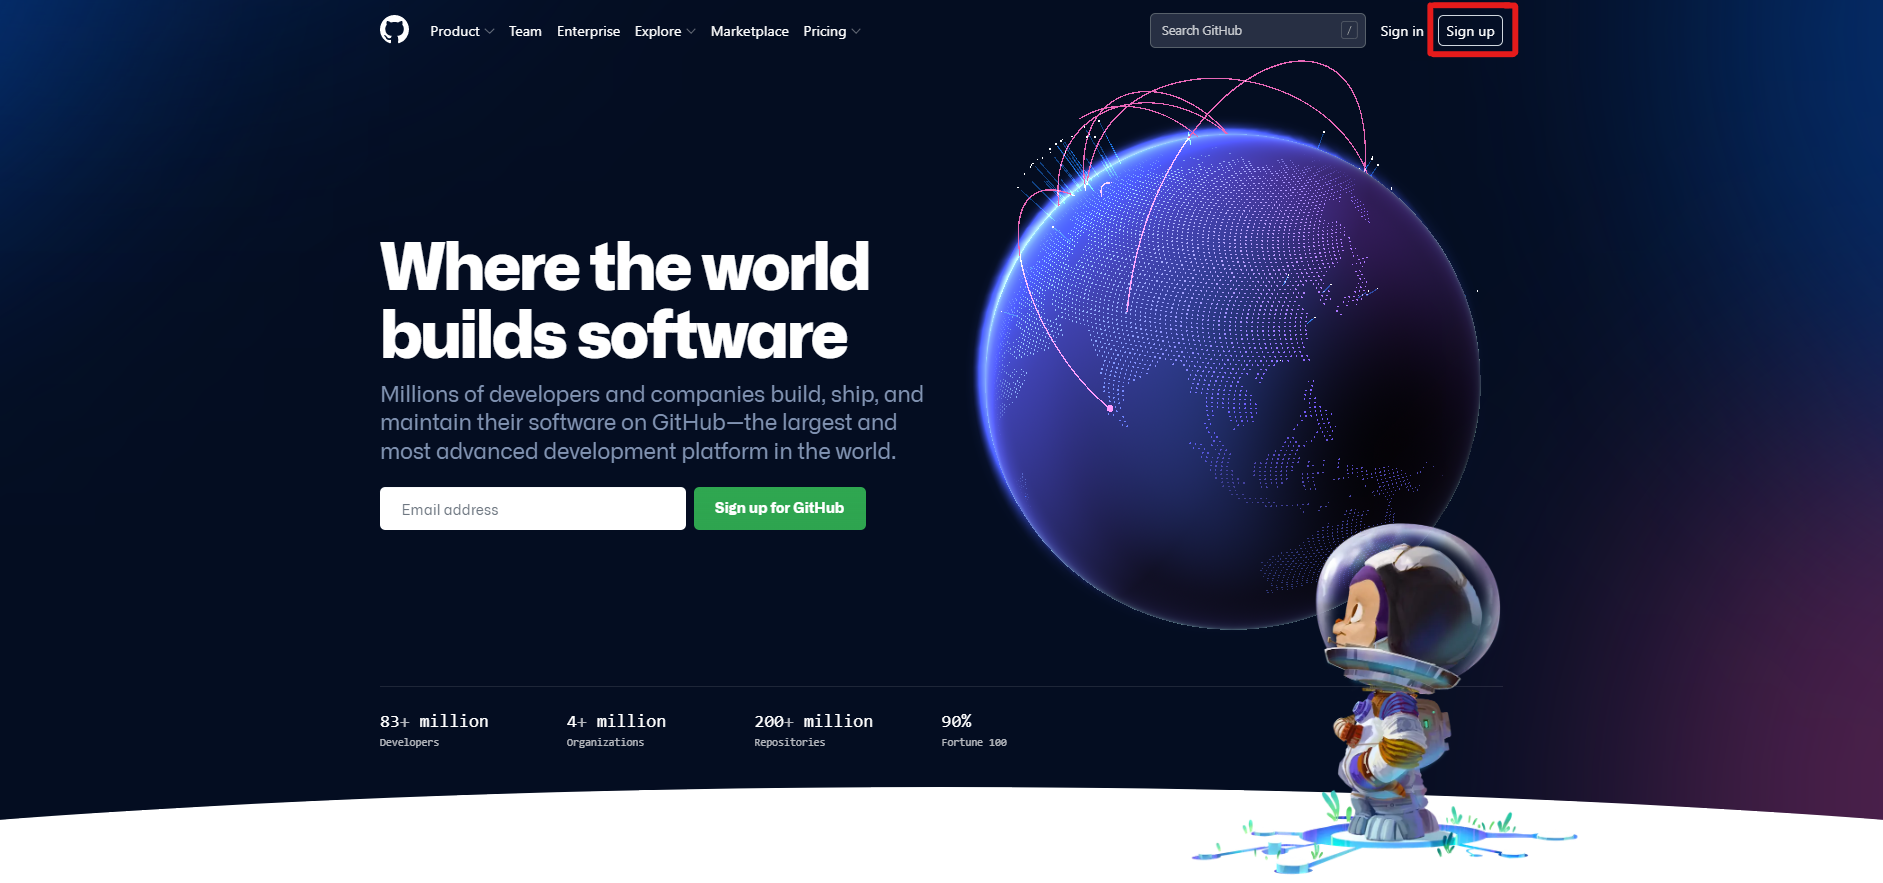 Product Team Enterprise Explore Marketplace Pricing Search GitHub / Sign in Sign up
Where the world
builds software
Millions of developers and companies build, ship, and
maintain their software on GitHub—the largest and
most advanced development platform in the world.
Email address Sign up for GitHub
83+ million 4+ million 200+ million 90%
Developers Organizations Repositories Fortune 100